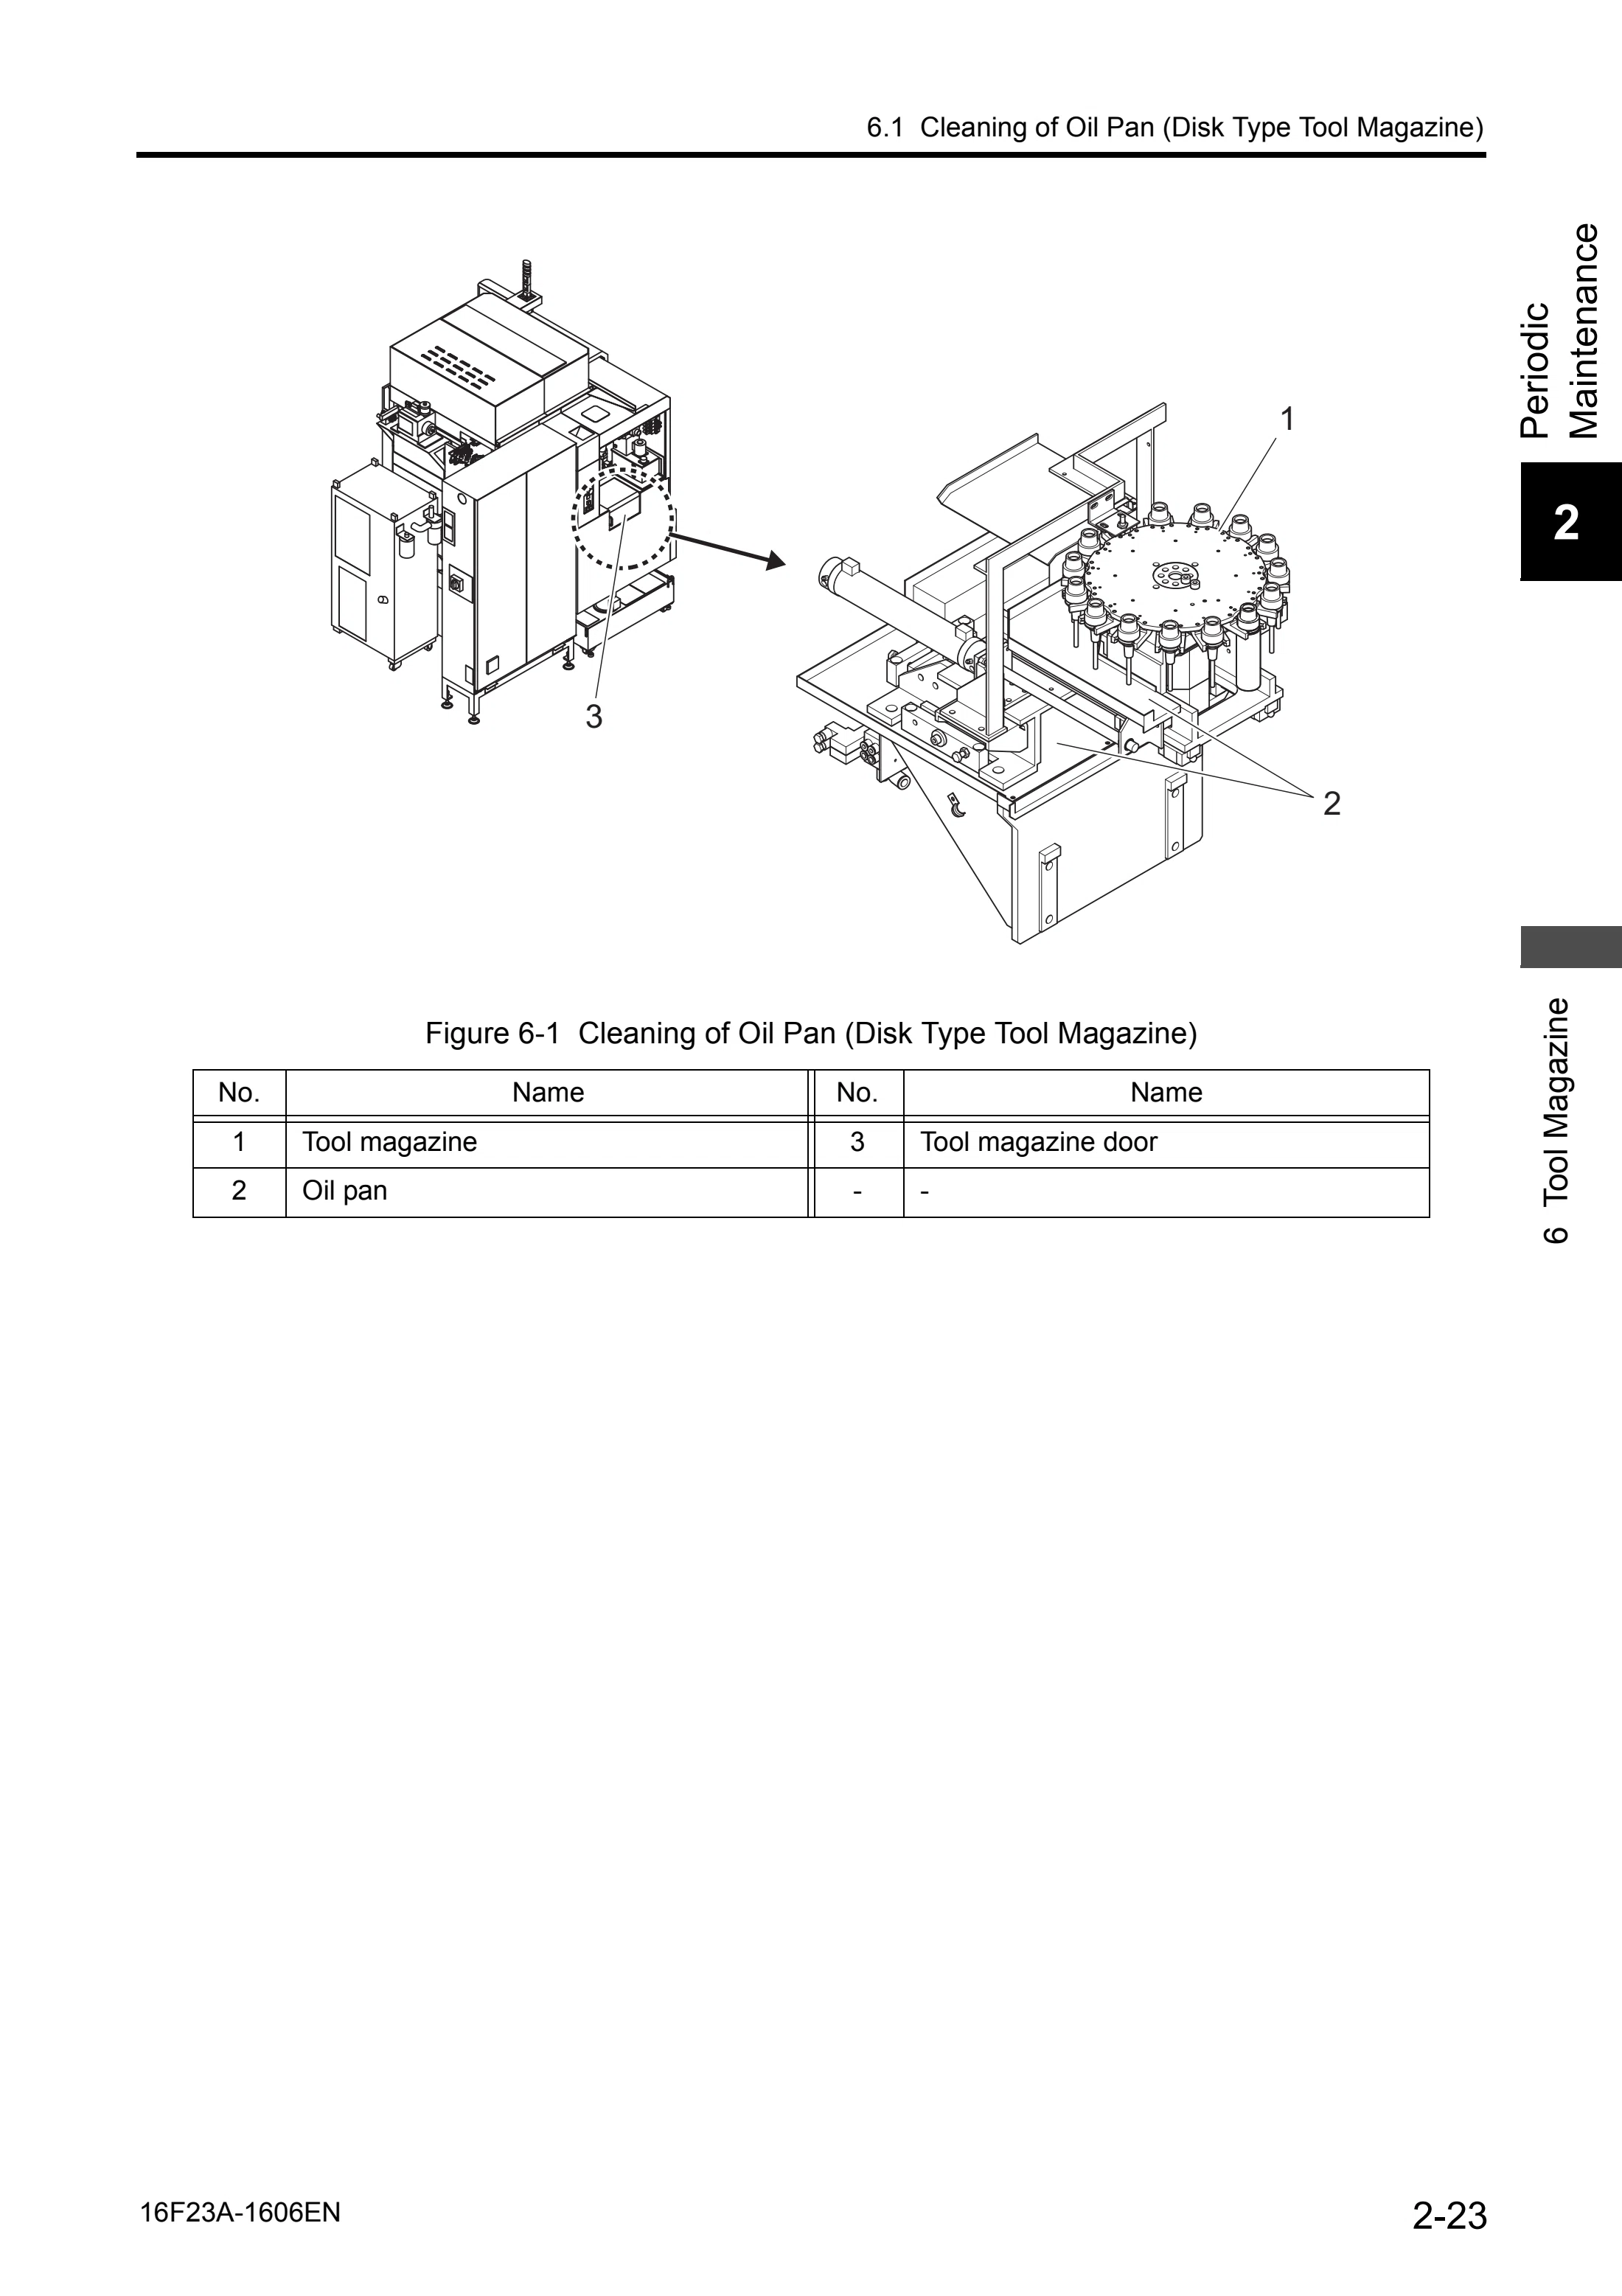 6.1 Cleaning of Oil Pan (Disk Type Tool Magazine)
Periodic
Maintenance
2
1
3
2
6 Tool Magazine
Figure 6-1 Cleaning of Oil Pan (Disk Type Tool Magazine)
No. Name No. Name
1 Tool magazine 3 Tool magazine door
2 Oil pan - -
16F23A-1606EN
2-23